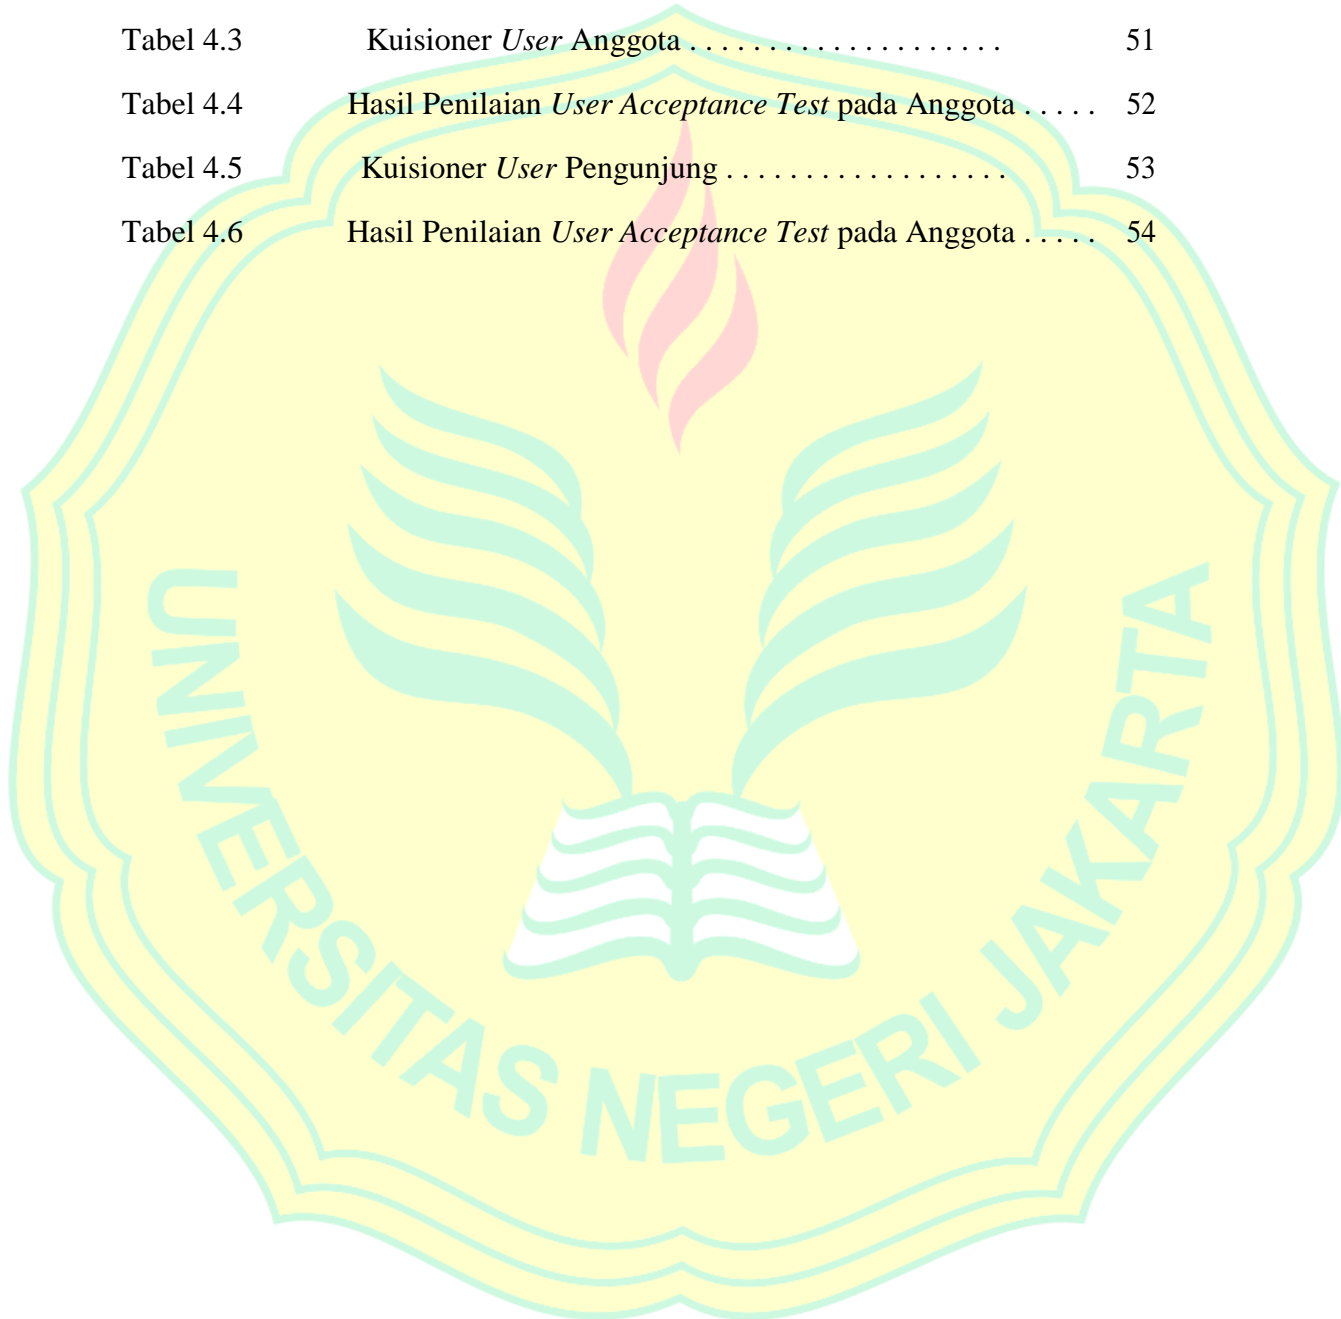 Tabel 4.3 Kuisioner User Anggota . . . . . . . . . . . . . . . . . . . . 51
Tabel 4.4 Hasil Penilaian User Acceptance Test pada Anggota . . . . . 52
Tabel 4.5 Kuisioner User Pengunjung . . . . . . . . . . . . . . . . . . 53
Tabel 4.6 Hasil Penilaian User Acceptance Test pada Anggota . . . . . 54
UNIVERSITAS NEGERI JAKARTA